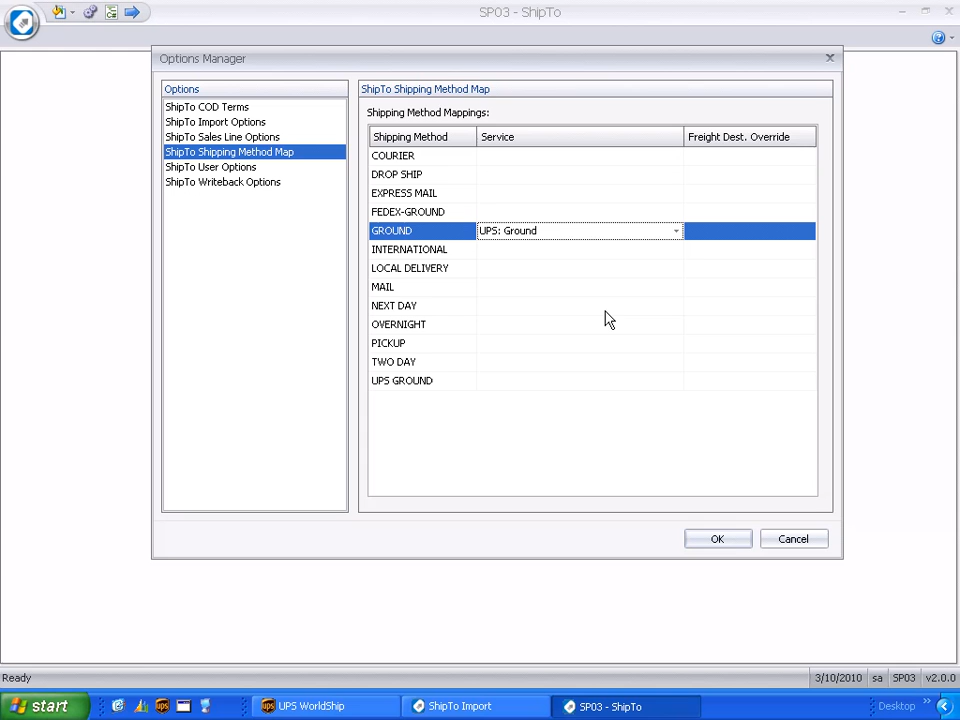 SP03 - ShipTo
Options Manager
Options
ShipTo COD Terms
ShipTo Import Options
ShipTo Sales Line Options
ShipTo Shipping Method Map
ShipTo User Options
ShipTo Writeback Options
ShipTo Shipping Method Map
Shipping Method Mappings:
Shipping Method Service Freight Dest. Override
COURIER
DROP SHIP
EXPRESS MAIL
FEDEX-GROUND
GROUND UPS: Ground
INTERNATIONAL
LOCAL DELIVERY
MAIL
NEXT DAY
OVERNIGHT
PICKUP
TWO DAY
UPS GROUND
OK Cancel
Ready 3/10/2010 sa SP03 v2.0.0
start UPS WorldShip ShipTo Import SP03 - ShipTo Desktop